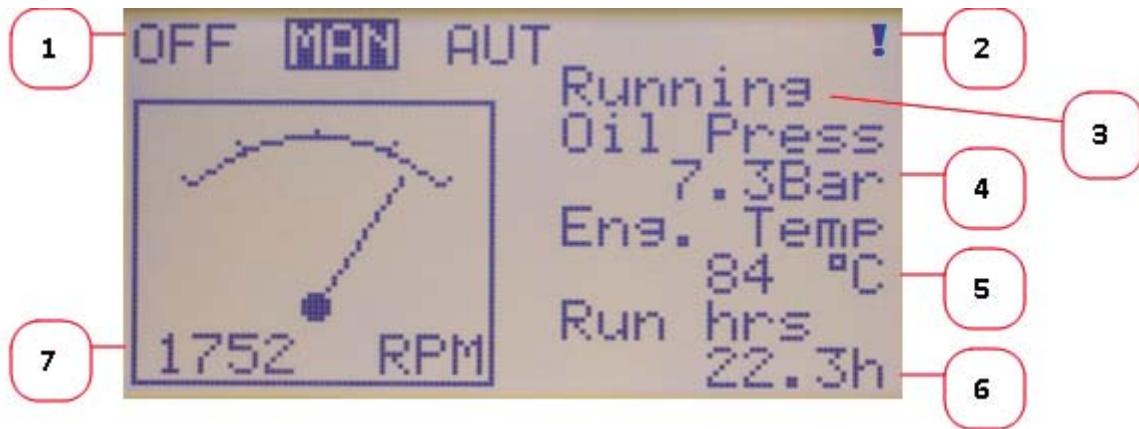 1
OFF MAN AUT !
2
Running
3
Oil Press
7.3Bar
4
Eng. Temp
84 °C
5
Run hrs
22.3h
6
1752 RPM
7